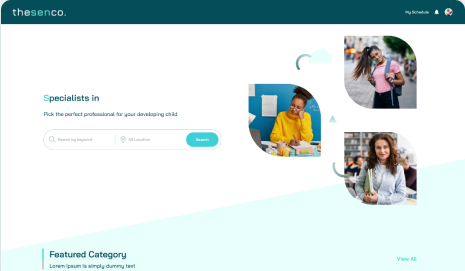 thesenco.
My Schedule
Specialists in
Pick the perfect professional for your developing child
Search by keyword
All Location
Search
Featured Category
Lorem Ipsum is simply dummy text
View All